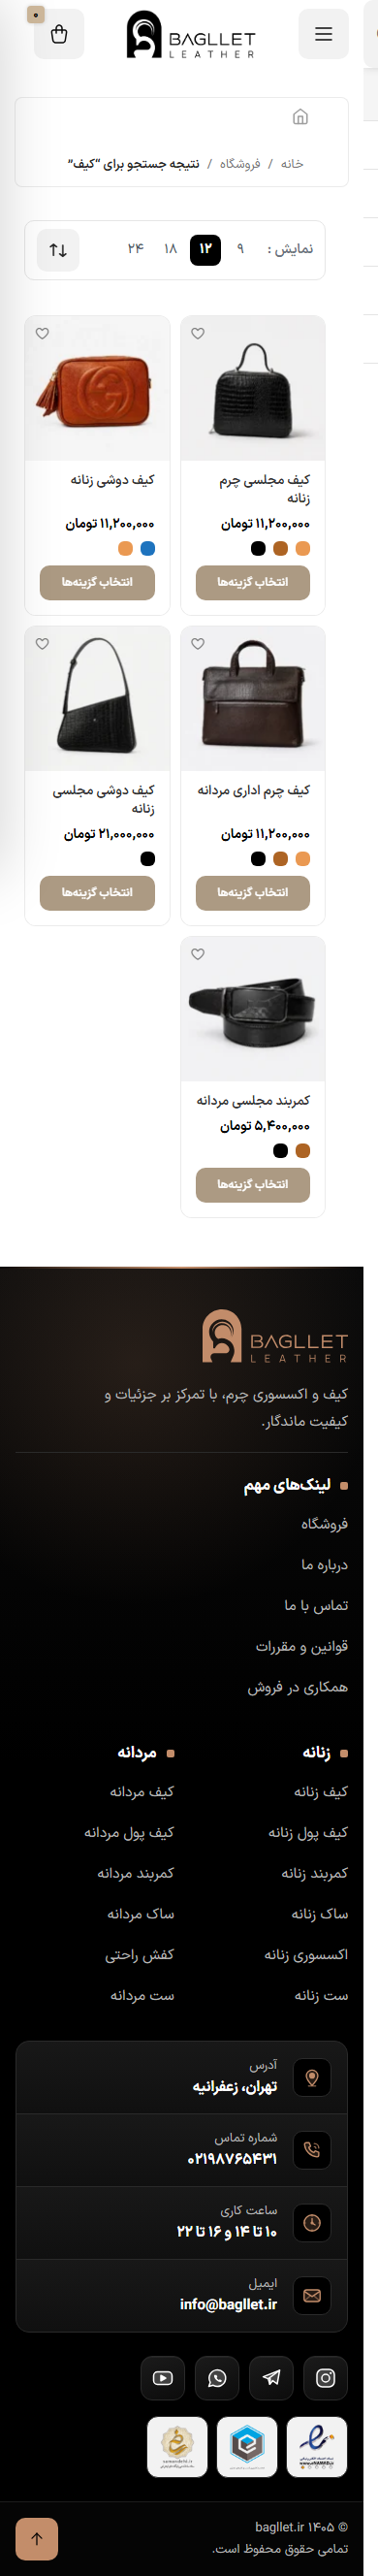 ۰
BAGLLET
LEATHER
خانه / فروشگاه / نتیجه جستجو برای “کیف”
نمایش : ۹ ۱۲ ۱۸ ۲۴
کیف مجلسی چرم
زنانه
۱۱,۲۰۰,۰۰۰ تومان
انتخاب گزینه‌ها
کیف دوشی زنانه
۱۱,۲۰۰,۰۰۰ تومان
انتخاب گزینه‌ها
کیف چرم اداری مردانه
۱۱,۲۰۰,۰۰۰ تومان
انتخاب گزینه‌ها
کیف دوشی مجلسی
زنانه
۲۱,۰۰۰,۰۰۰ تومان
انتخاب گزینه‌ها
کمربند مجلسی مردانه
۵,۴۰۰,۰۰۰ تومان
انتخاب گزینه‌ها
BAGLLET
LEATHER
کیف و اکسسوری چرم، با تمرکز بر جزئیات و
کیفیت ماندگار.
لینک‌های مهم
فروشگاه
درباره ما
تماس با ما
قوانین و مقررات
همکاری در فروش
زنانه
کیف زنانه
کیف پول زنانه
کمربند زنانه
ساک زنانه
اکسسوری زنانه
ست زنانه
مردانه
کیف مردانه
کیف پول مردانه
کمربند مردانه
ساک مردانه
کفش راحتی
ست مردانه
آدرس
تهران، زعفرانیه
شماره تماس
۰۲۱۹۸۷۶۵۴۳۱
ساعت کاری
۱۰ تا ۱۴ و ۱۶ تا ۲۲
ایمیل
info@bagllet.ir
© ۱۴۰۵ bagllet.ir
تمامی حقوق محفوظ است.